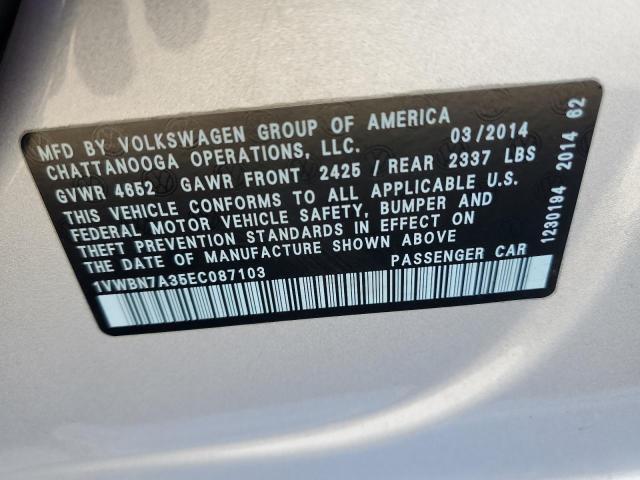 MFD BY VOLKSWAGEN GROUP OF AMERICA
CHATTANOOGA OPERATIONS, LLC. 03/2014
GVWR 4652 GAWR FRONT 2425 / REAR 2337 LBS
THIS VEHICLE CONFORMS TO ALL APPLICABLE U.S.
FEDERAL MOTOR VEHICLE SAFETY, BUMPER AND
THEFT PREVENTION STANDARDS IN EFFECT ON
THE DATE OF MANUFACTURE SHOWN ABOVE
1VWBN7A35EC087103 PASSENGER CAR
1230194 2014 62